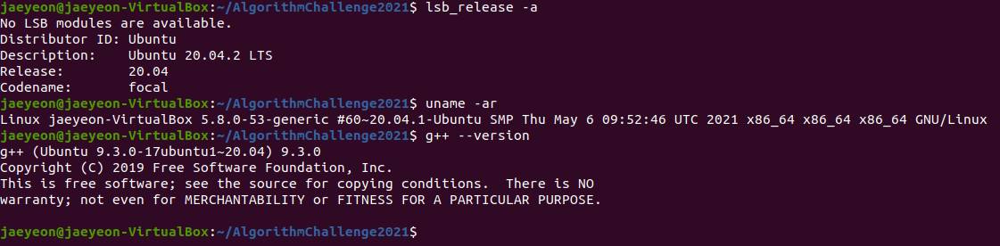 jaeyeon@jaeyeon-VirtualBox:~/AlgorithmChallenge2021$ lsb_release -a
No LSB modules are available.
Distributor ID: Ubuntu
Description:    Ubuntu 20.04.2 LTS
Release:        20.04
Codename:       focal
jaeyeon@jaeyeon-VirtualBox:~/AlgorithmChallenge2021$ uname -ar
Linux jaeyeon-VirtualBox 5.8.0-53-generic #60~20.04.1-Ubuntu SMP Thu May 6 09:52:46 UTC 2021 x86_64 x86_64 x86_64 GNU/Linux
jaeyeon@jaeyeon-VirtualBox:~/AlgorithmChallenge2021$ g++ --version
g++ (Ubuntu 9.3.0-17ubuntu1~20.04) 9.3.0
Copyright (C) 2019 Free Software Foundation, Inc.
This is free software; see the source for copying conditions.  There is NO
warranty; not even for MERCHANTABILITY or FITNESS FOR A PARTICULAR PURPOSE.
jaeyeon@jaeyeon-VirtualBox:~/AlgorithmChallenge2021$